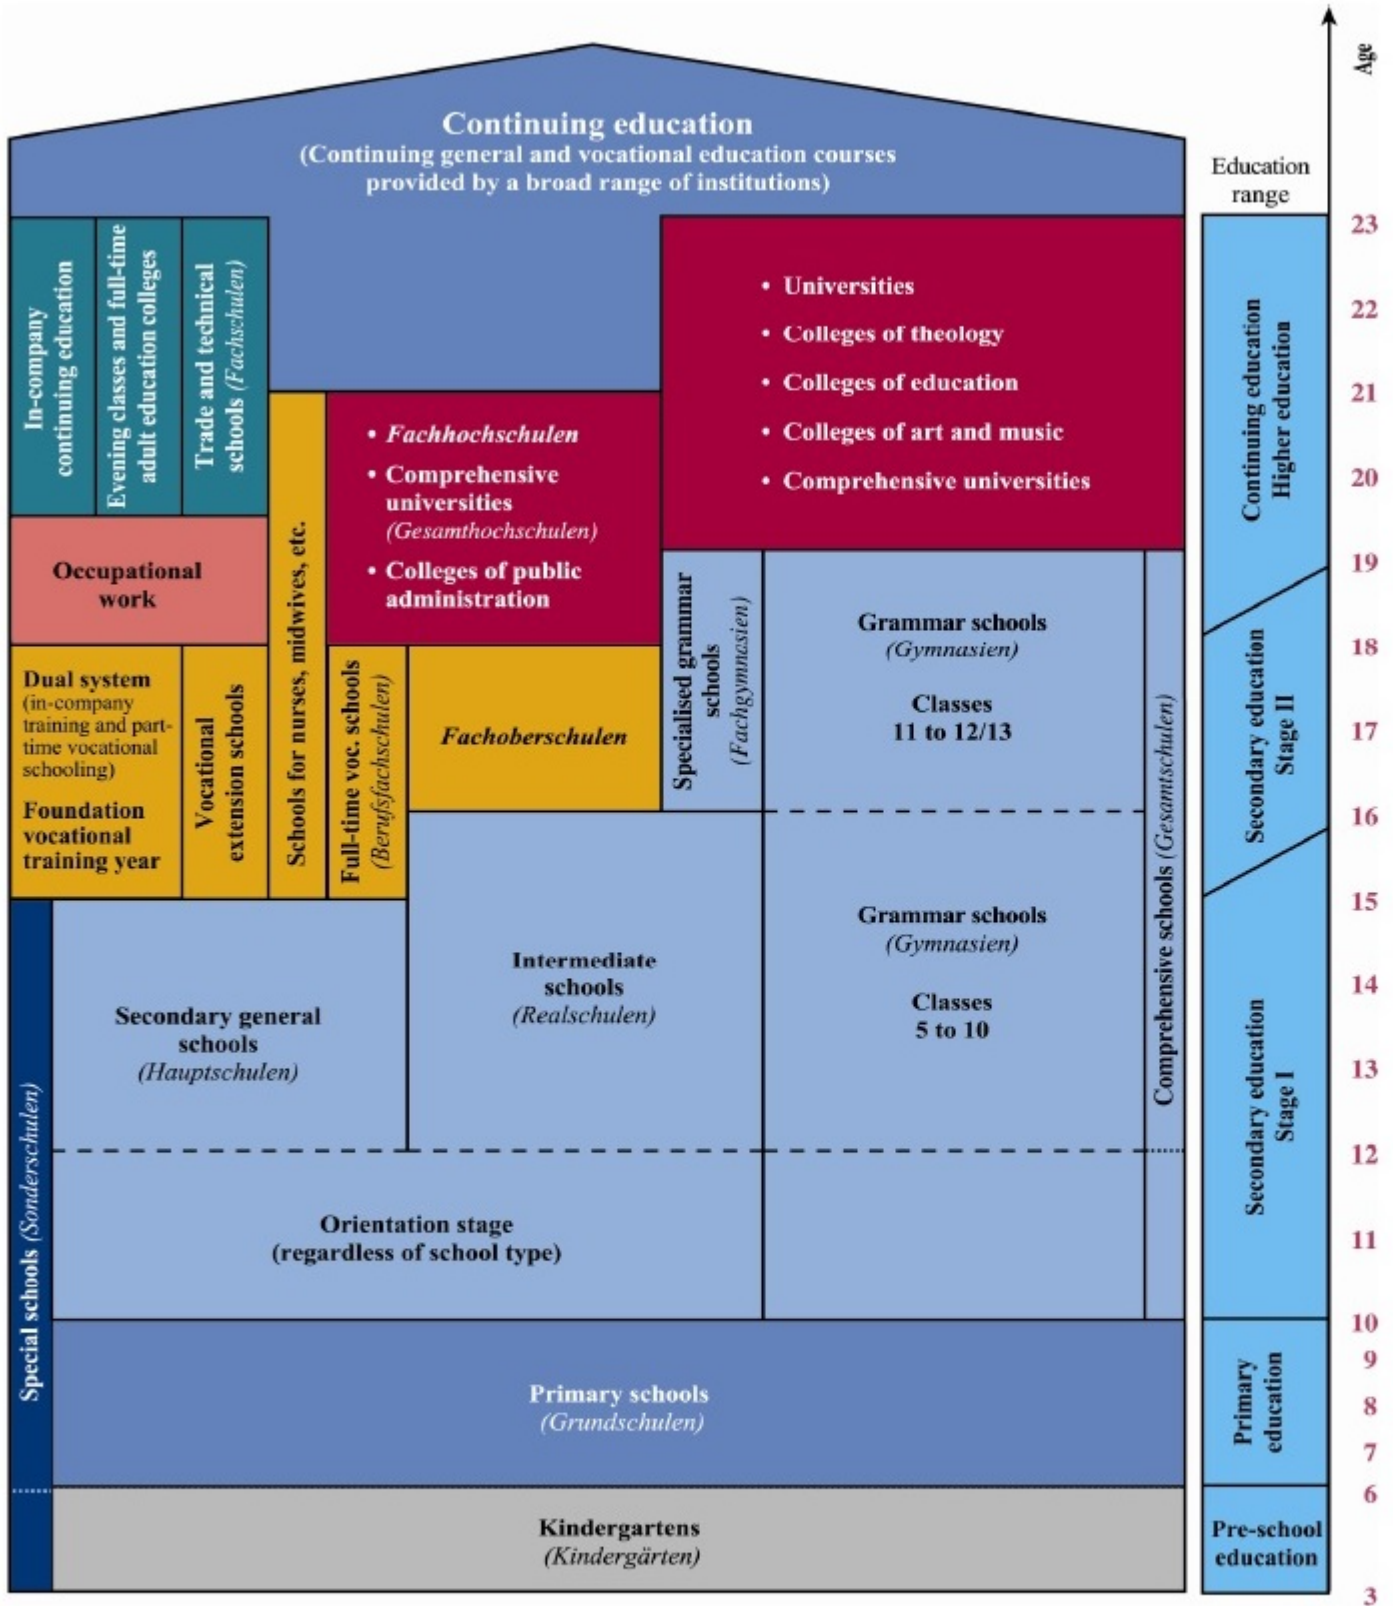 Age
Continuing education
(Continuing general and vocational education courses
provided by a broad range of institutions)
Education
range
In-company
continuing education
Evening classes and full-time
adult education colleges
Trade and technical
schools (Fachschulen)
• Universities
• Colleges of theology
• Colleges of education
• Colleges of art and music
• Comprehensive universities
• Fachhochschulen
• Comprehensive
universities
(Gesamthochschulen)
• Colleges of public
administration
Occupational
work
Schools for nurses, midwives, etc.
Dual system
(in-company
training and part-
time vocational
schooling)
Foundation
vocational
training year
Vocational
extension schools
Full-time voc. schools
(Berufsfachschulen)
Fachoberschulen
Specialised grammar
schools
(Fachgymnasien)
Grammar schools
(Gymnasien)
Classes
11 to 12/13
Comprehensive schools (Gesamtschulen)
Secondary general
schools
(Hauptschulen)
Intermediate
schools
(Realschulen)
Grammar schools
(Gymnasien)
Classes
5 to 10
Special schools (Sonderschulen)
Orientation stage
(regardless of school type)
Primary schools
(Grundschulen)
Kindergartens
(Kindergärten)
Continuing education
Higher education
Secondary education
Stage II
Secondary education
Stage I
Primary
education
Pre-school
education
23
22
21
20
19
18
17
16
15
14
13
12
11
10
9
8
7
6
3